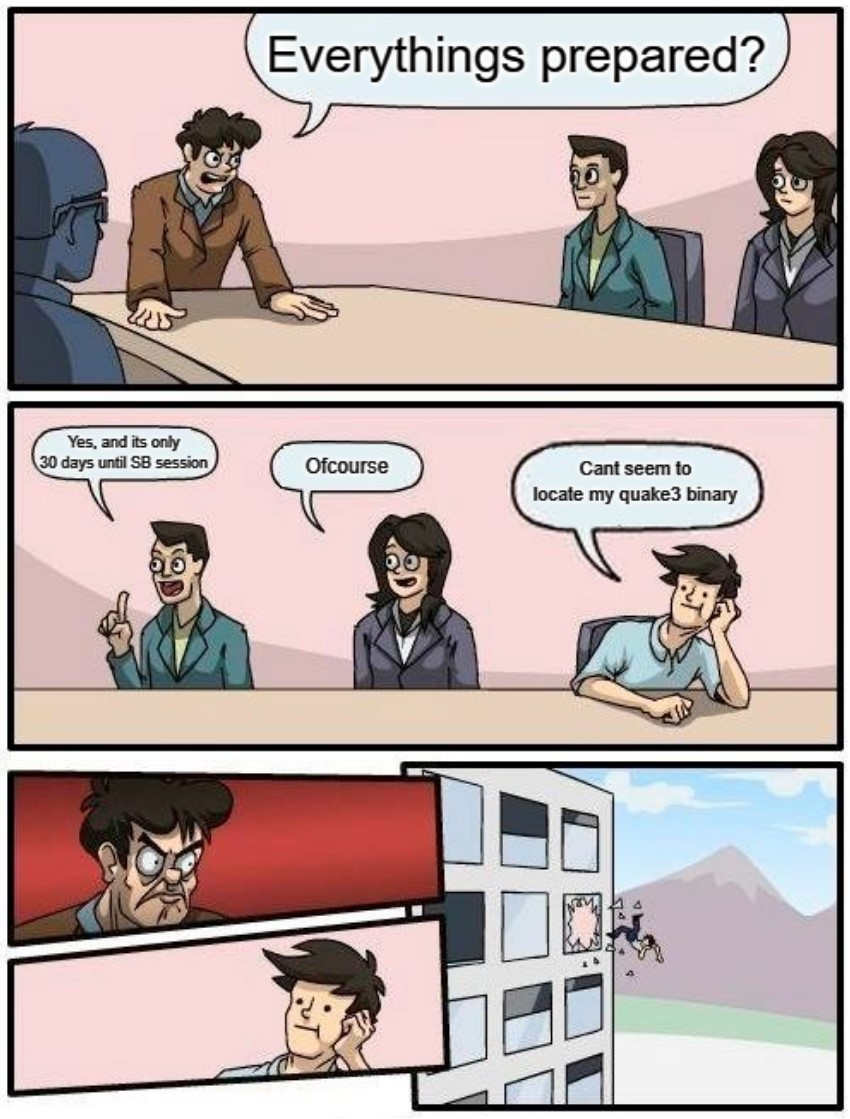 Everythings prepared?
Yes, and its only
30 days until SB session
Ofcourse
Cant seem to
locate my quake3 binary